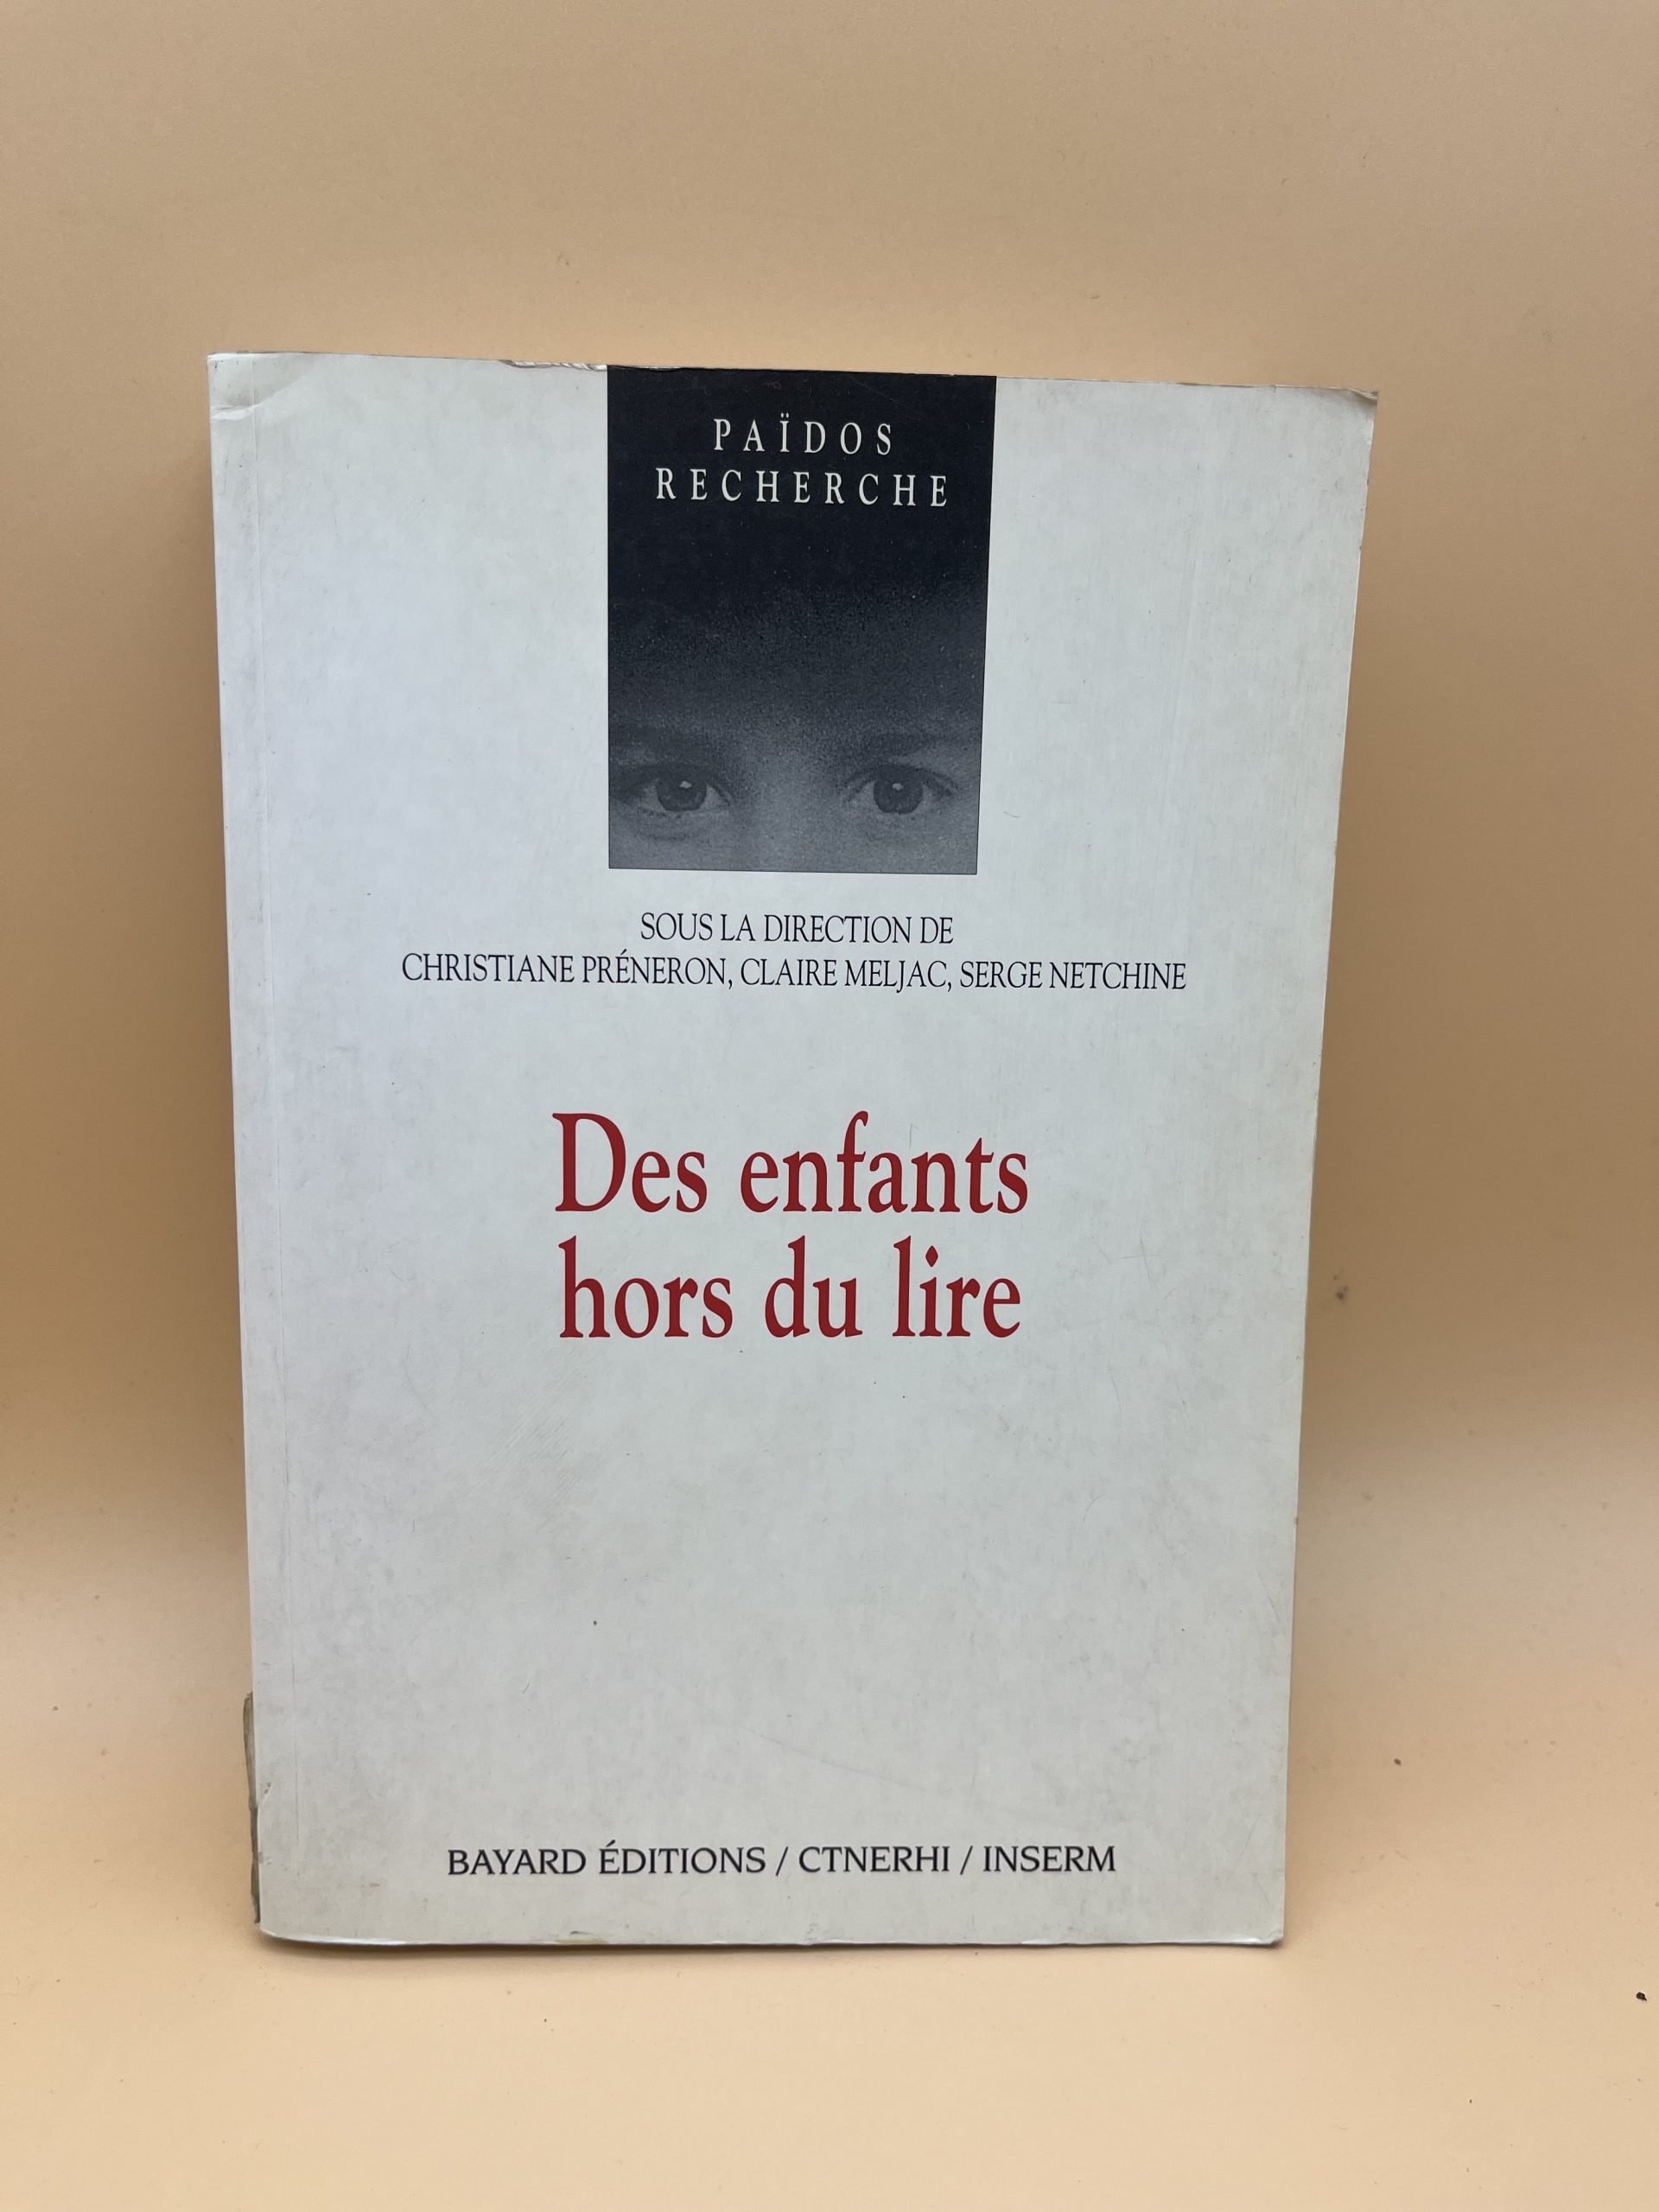 PAÏDOS
RECHERCHE
SOUS LA DIRECTION DE
CHRISTIANE PRÉNERON, CLAIRE MELJAC, SERGE NETCHINE
Des enfants
hors du lire
BAYARD ÉDITIONS / CTNERHI / INSERM